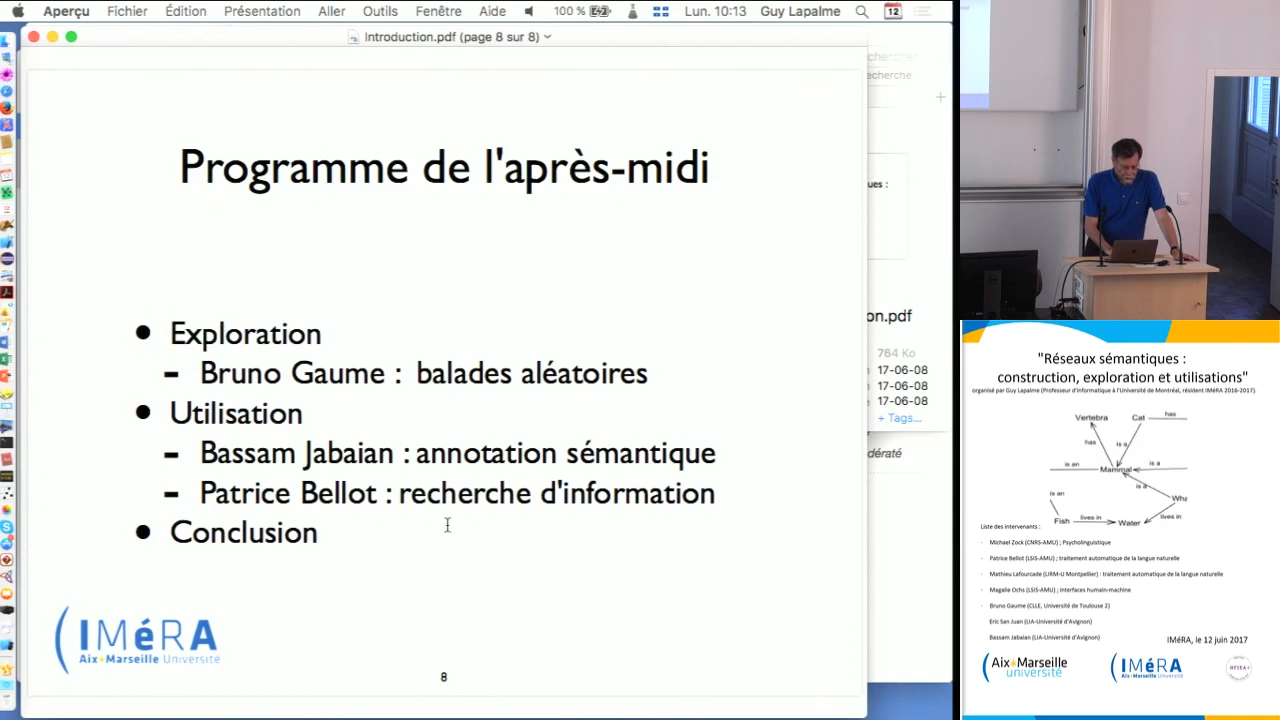 Aperçu Fichier Édition Présentation Aller Outils Fenêtre Aide 100 % Lun. 10:13 Guy Lapalme 12
Introduction.pdf (page 8 sur 8)
echerche
Programme de l'après-midi
ques :
• Exploration
- Bruno Gaume : balades aléatoires
• Utilisation
- Bassam Jabaian : annotation sémantique
- Patrice Bellot : recherche d'information
• Conclusion
on.pdf
764 Ko
17-06-08
17-06-08
17-06-08
+ Tags...
dératé
IMéRA
Aix*Marseille Université
8
"Réseaux sémantiques :
construction, exploration et utilisations"
organisé par Guy Lapalme (Professeur d'informatique à l'Université de Montréal, résident IMéRA 2016-2017).
Vertebra Cat has
has is a
is an Mammal is a
is an is a Wha
Fish lives in Water lives in
Liste des intervenants :
- Michael Zock (CNRS-AMU) ; Psycholinguistique
- Patrice Bellot (LSIS-AMU) ; traitement automatique de la langue naturelle
- Mathieu Lafourcade (LIRM-U Montpellier) : traitement automatique de la langue naturelle
- Magalie Ochs (LSIS-AMU) ; interfaces humain-machine
- Bruno Gaume (CLLE, Université de Toulouse 2)
Eric San Juan (LIA-Université d'Avignon)
Bassam Jabaian (LIA-Université d'Avignon)
IMéRA, le 12 juin 2017
Aix*Marseille
université
IMéRA
Aix*Marseille Université
RFIEA+